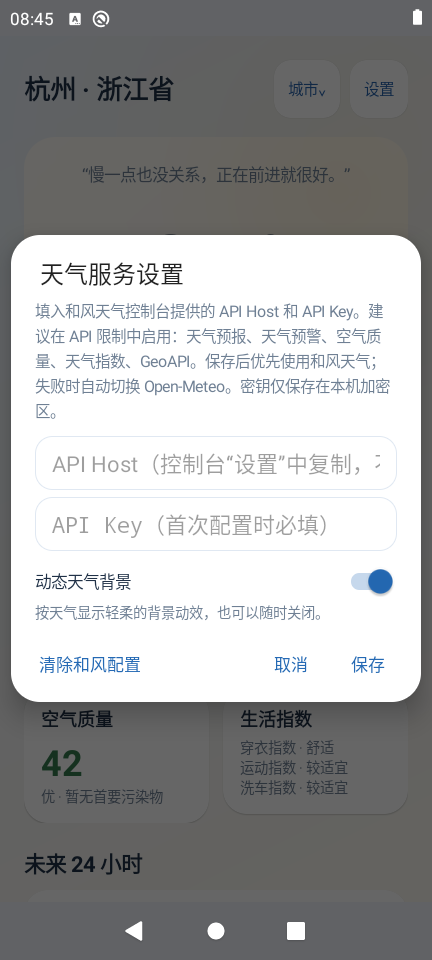 08:45
杭州 · 浙江省
城市
设置
“慢一点也没关系，正在前进就很好。”
天气服务设置
填入和风天气控制台提供的 API Host 和 API Key。建
议在 API 限制中启用：天气预报、天气预警、空气质
量、天气指数、GeoAPI。保存后优先使用和风天气；
失败时自动切换 Open-Meteo。密钥仅保存在本机加密
区。
API Host（控制台“设置”中复制，
API Key（首次配置时必填）
动态天气背景
按天气显示轻柔的背景动效，也可以随时关闭。
清除和风配置
取消
保存
空气质量
42
优 · 暂无首要污染物
生活指数
穿衣指数 · 舒适
运动指数 · 较适宜
洗车指数 · 较适宜
未来 24 小时